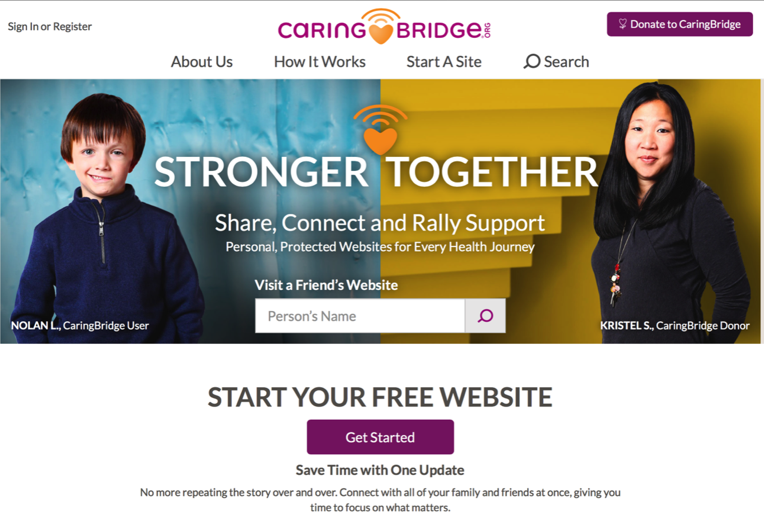 Sign In or Register
CARING BRIDGE.ORG
Donate to CaringBridge
About Us
How It Works
Start A Site
Search
STRONGER TOGETHER
Share, Connect and Rally Support
Personal, Protected Websites for Every Health Journey
Visit a Friend's Website
Person's Name
NOLAN L., CaringBridge User
KRISTEL S., CaringBridge Donor
START YOUR FREE WEBSITE
Get Started
Save Time with One Update
No more repeating the story over and over. Connect with all of your family and friends at once, giving you
time to focus on what matters.